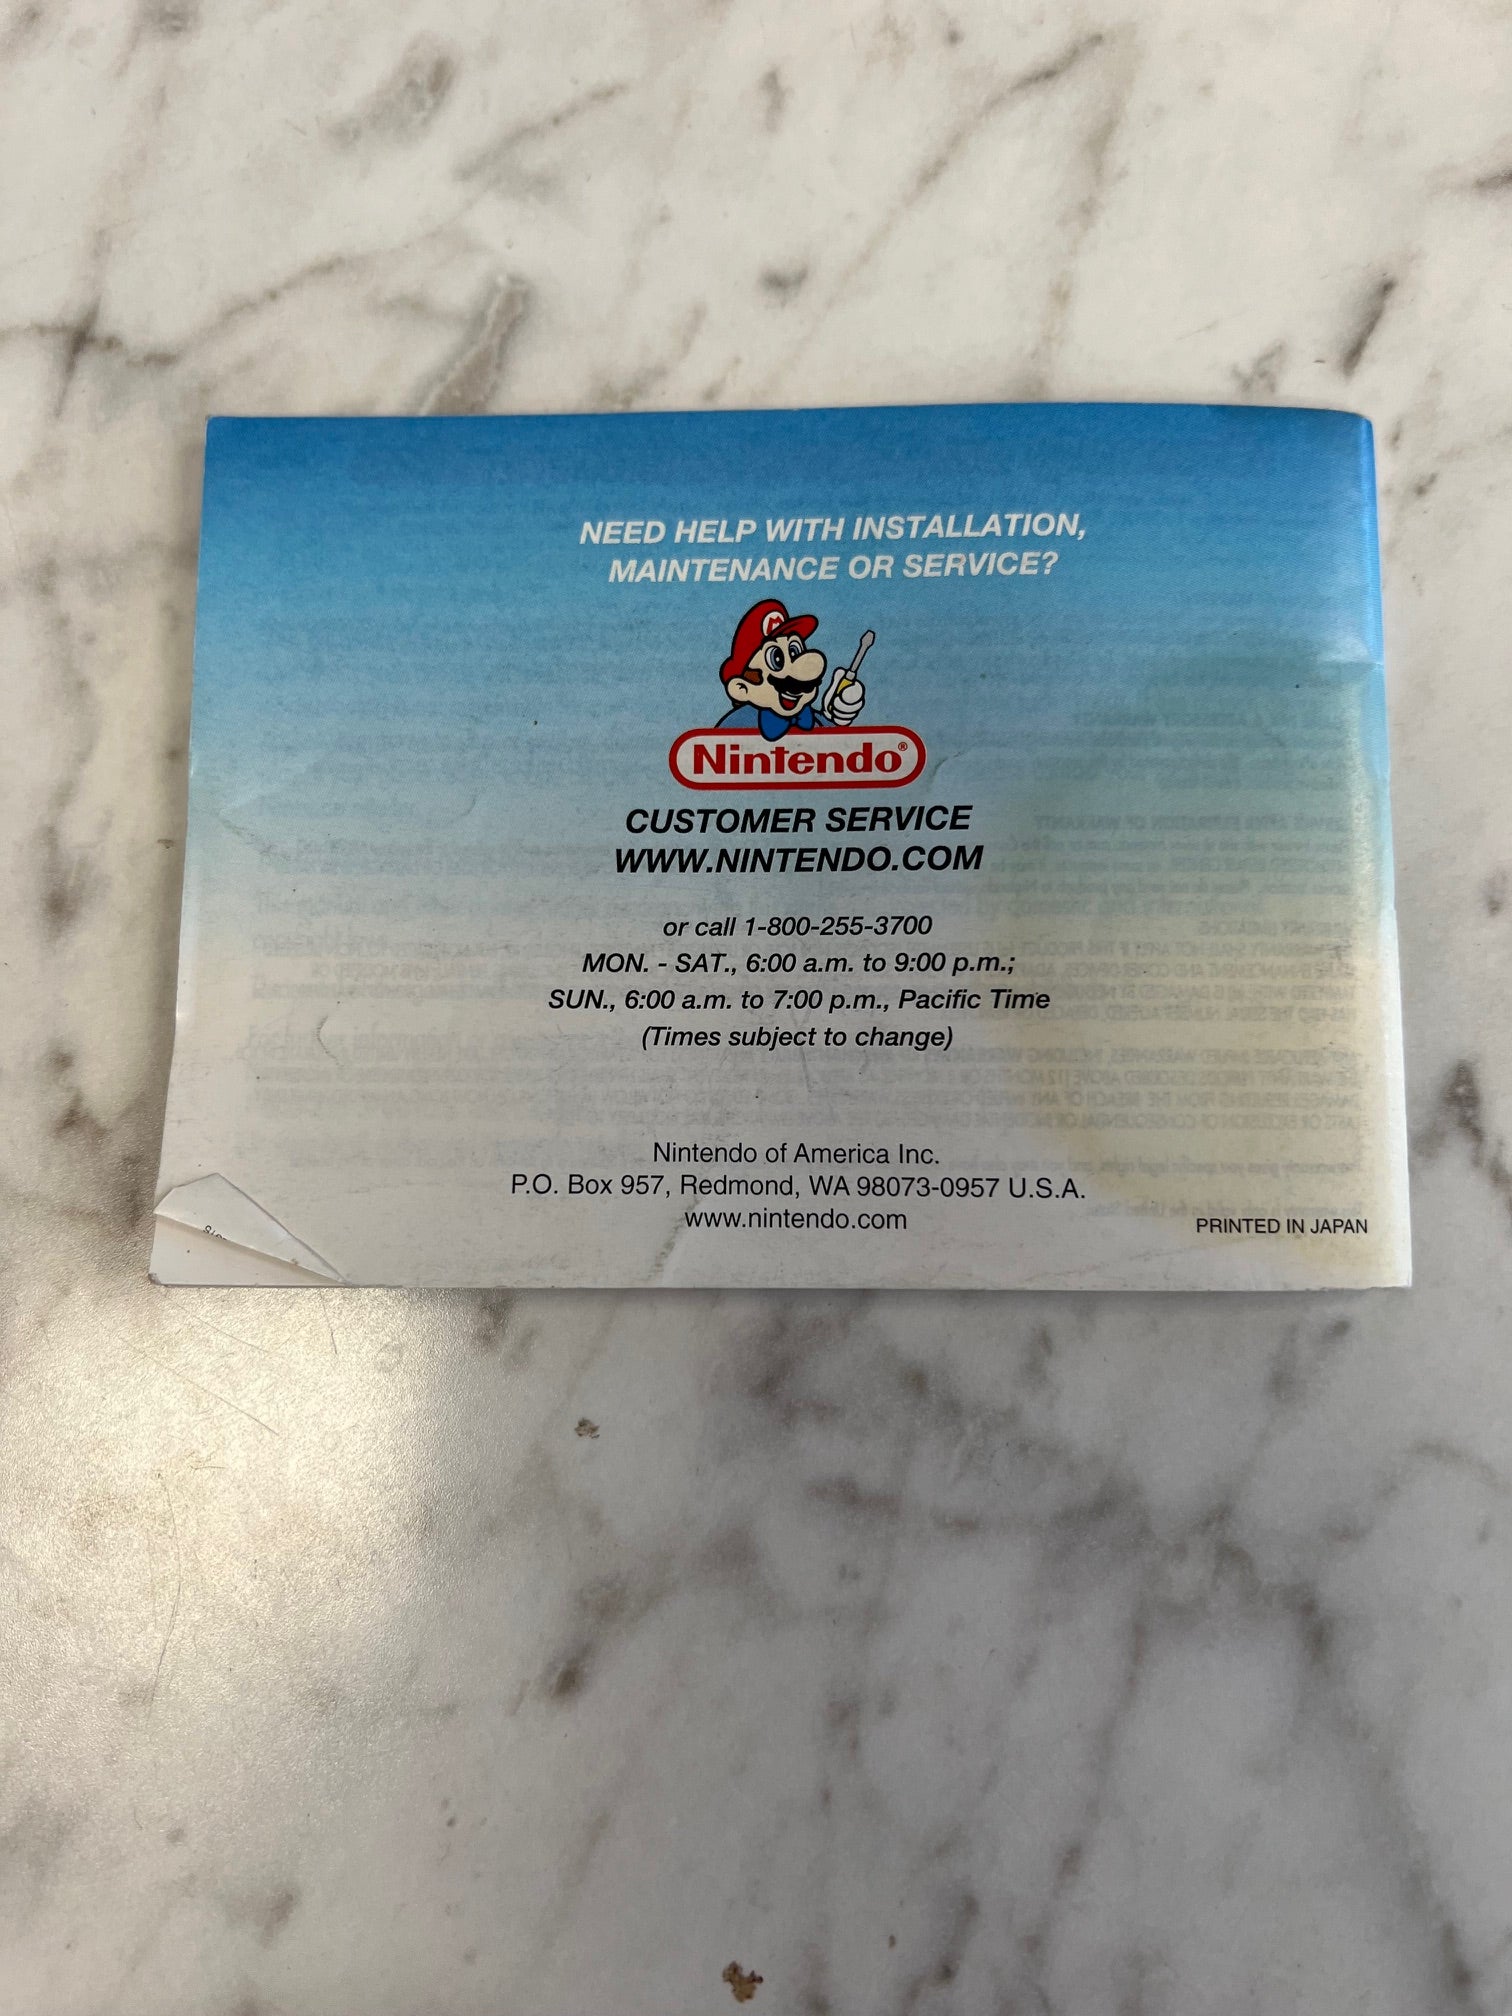 NEED HELP WITH INSTALLATION,
MAINTENANCE OR SERVICE?
M
Nintendo®
CUSTOMER SERVICE
WWW.NINTENDO.COM
or call 1-800-255-3700
MON. - SAT., 6:00 a.m. to 9:00 p.m.;
SUN., 6:00 a.m. to 7:00 p.m., Pacific Time
(Times subject to change)
Nintendo of America Inc.
P.O. Box 957, Redmond, WA 98073-0957 U.S.A.
www.nintendo.com
PRINTED IN JAPAN